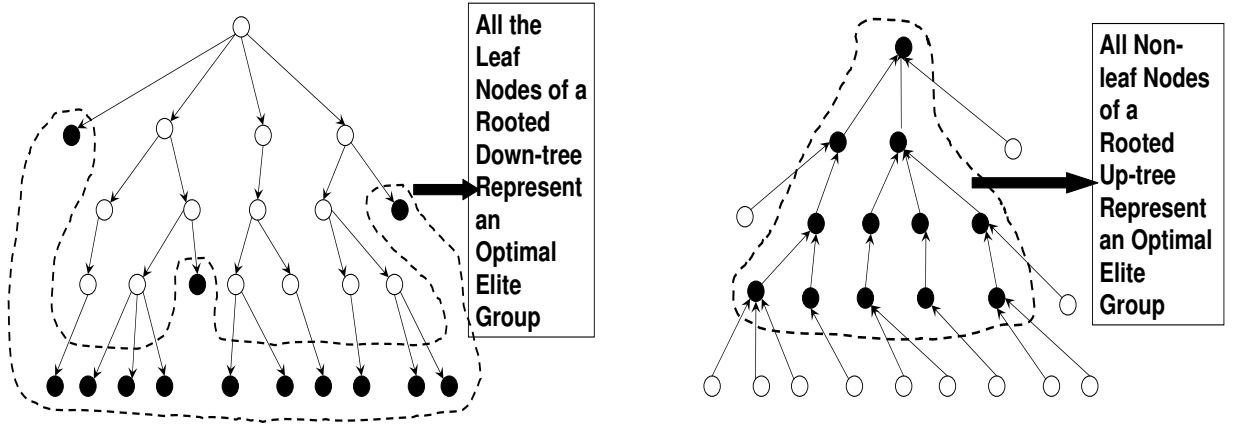 All the
Leaf
Nodes of a
Rooted
Down-tree
Represent
an
Optimal
Elite
Group
All Non-
leaf Nodes
of a
Rooted
Up-tree
Represent
an Optimal
Elite
Group